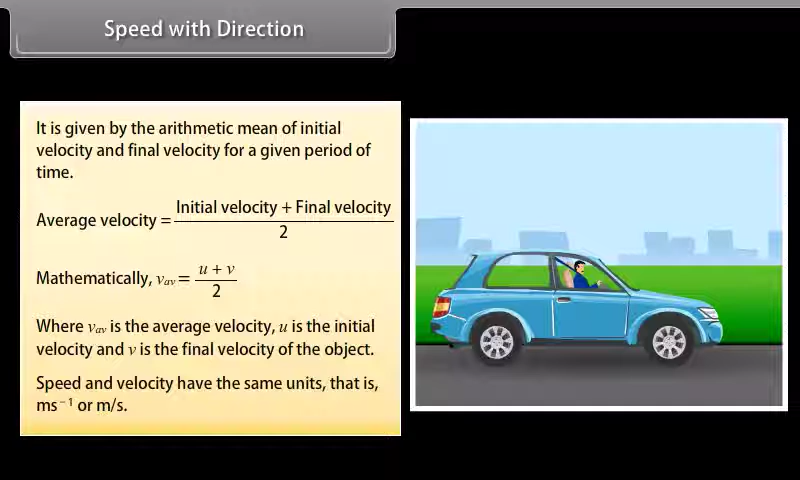 Speed with Direction
It is given by the arithmetic mean of initial
velocity and final velocity for a given period of
time.
Average velocity = Initial velocity + Final velocity / 2
Mathematically, vₐᵥ = u + v / 2
Where vₐᵥ is the average velocity, u is the initial
velocity and v is the final velocity of the object.
Speed and velocity have the same units, that is,
ms⁻¹ or m/s.